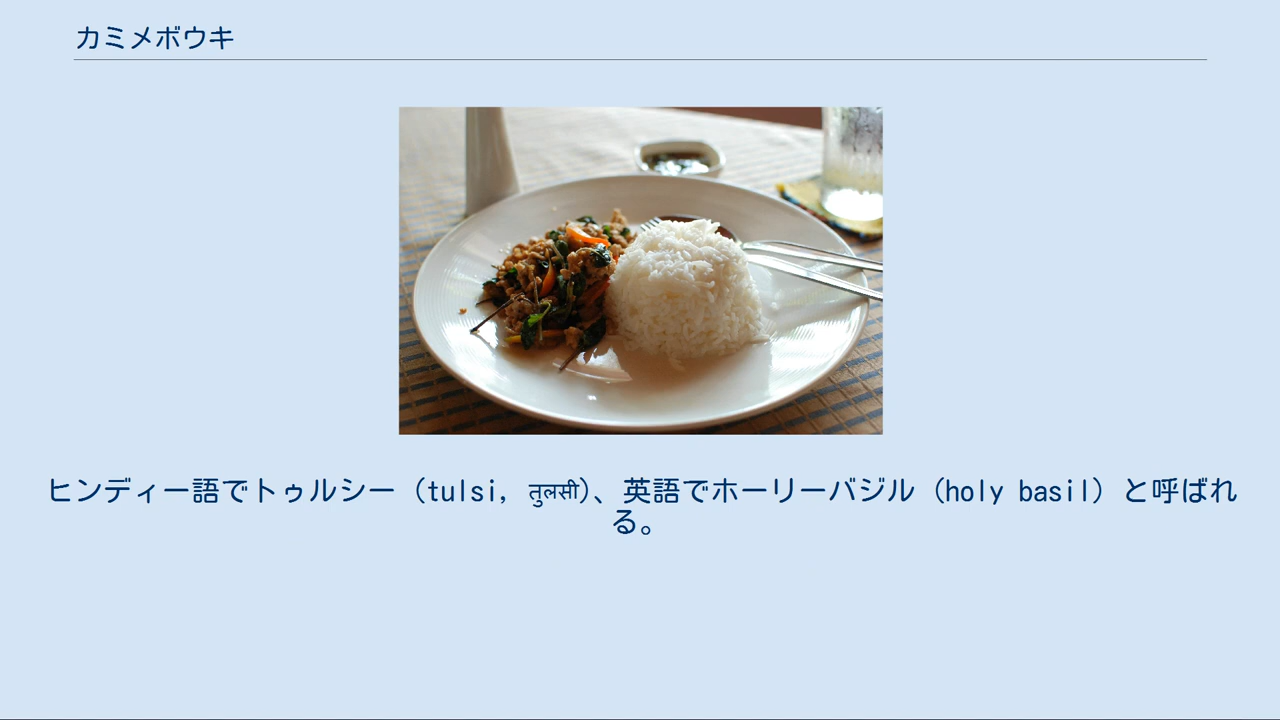 カミメボウキ
ヒンディー語でトゥルシー（tulsi, तुलसी）、英語でホーリーバジル（holy basil）と呼ばれ
る。